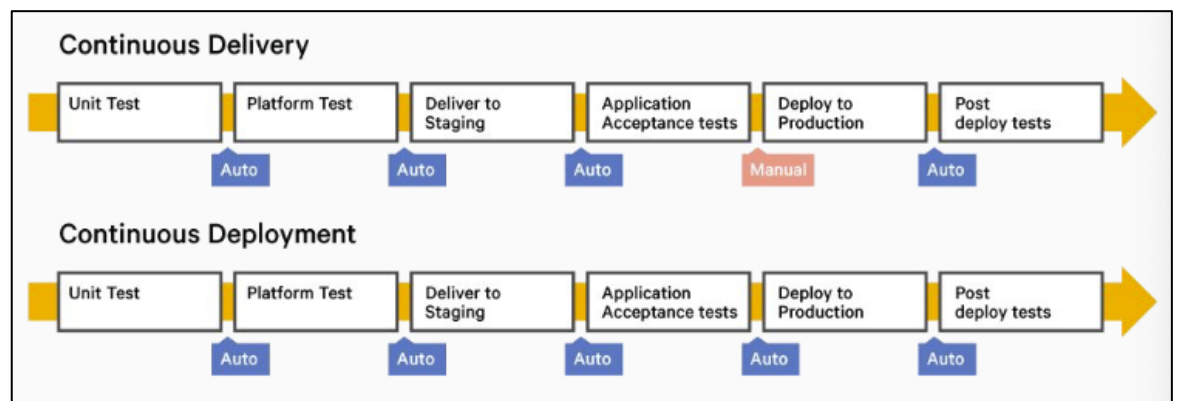 Continuous Delivery
Unit Test
Platform Test
Deliver to
Staging
Application
Acceptance tests
Deploy to
Production
Post
deploy tests
Auto
Auto
Auto
Manual
Auto
Continuous Deployment
Unit Test
Platform Test
Deliver to
Staging
Application
Acceptance tests
Deploy to
Production
Post
deploy tests
Auto
Auto
Auto
Auto
Auto